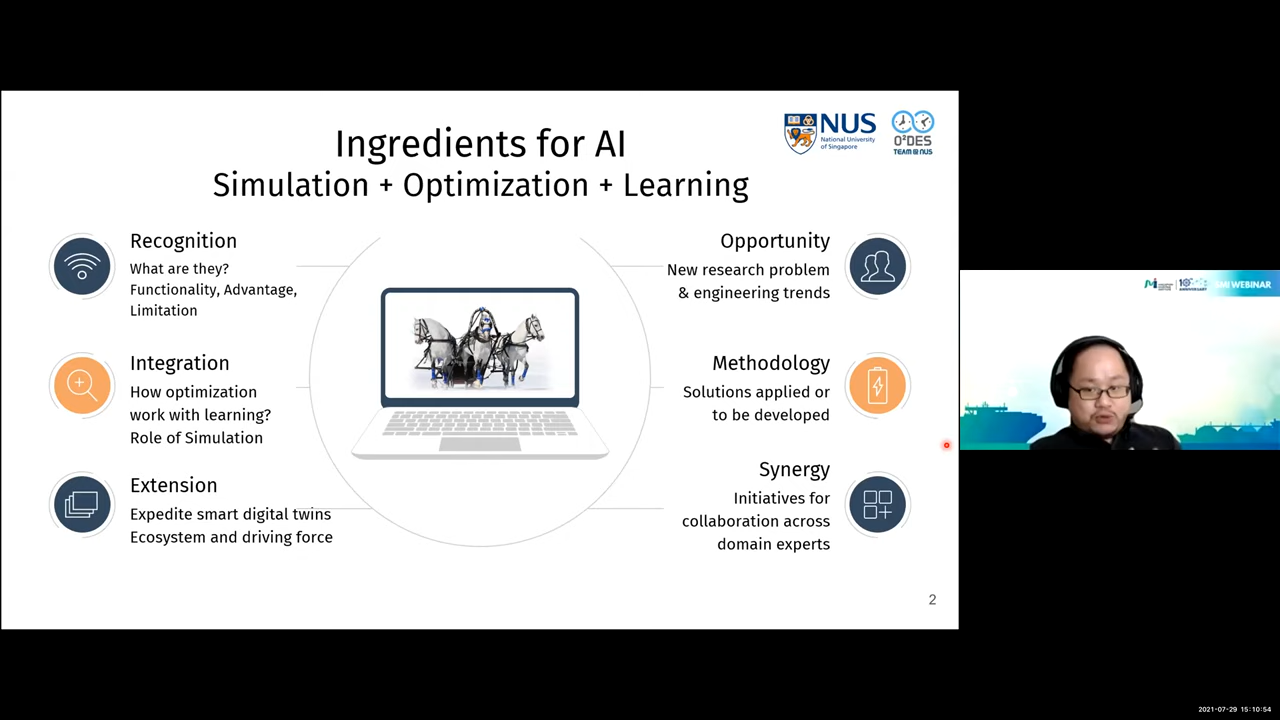 Ingredients for AI
Simulation + Optimization + Learning
NUS
National University
of Singapore
O²DES
TEAM @ NUS
Recognition
What are they?
Functionality, Advantage,
Limitation
Integration
How optimization
work with learning?
Role of Simulation
Extension
Expedite smart digital twins
Ecosystem and driving force
Opportunity
New research problem
& engineering trends
Methodology
Solutions applied or
to be developed
Synergy
Initiatives for
collaboration across
domain experts
2
WEBINAR
2021-07-29 15:10:54